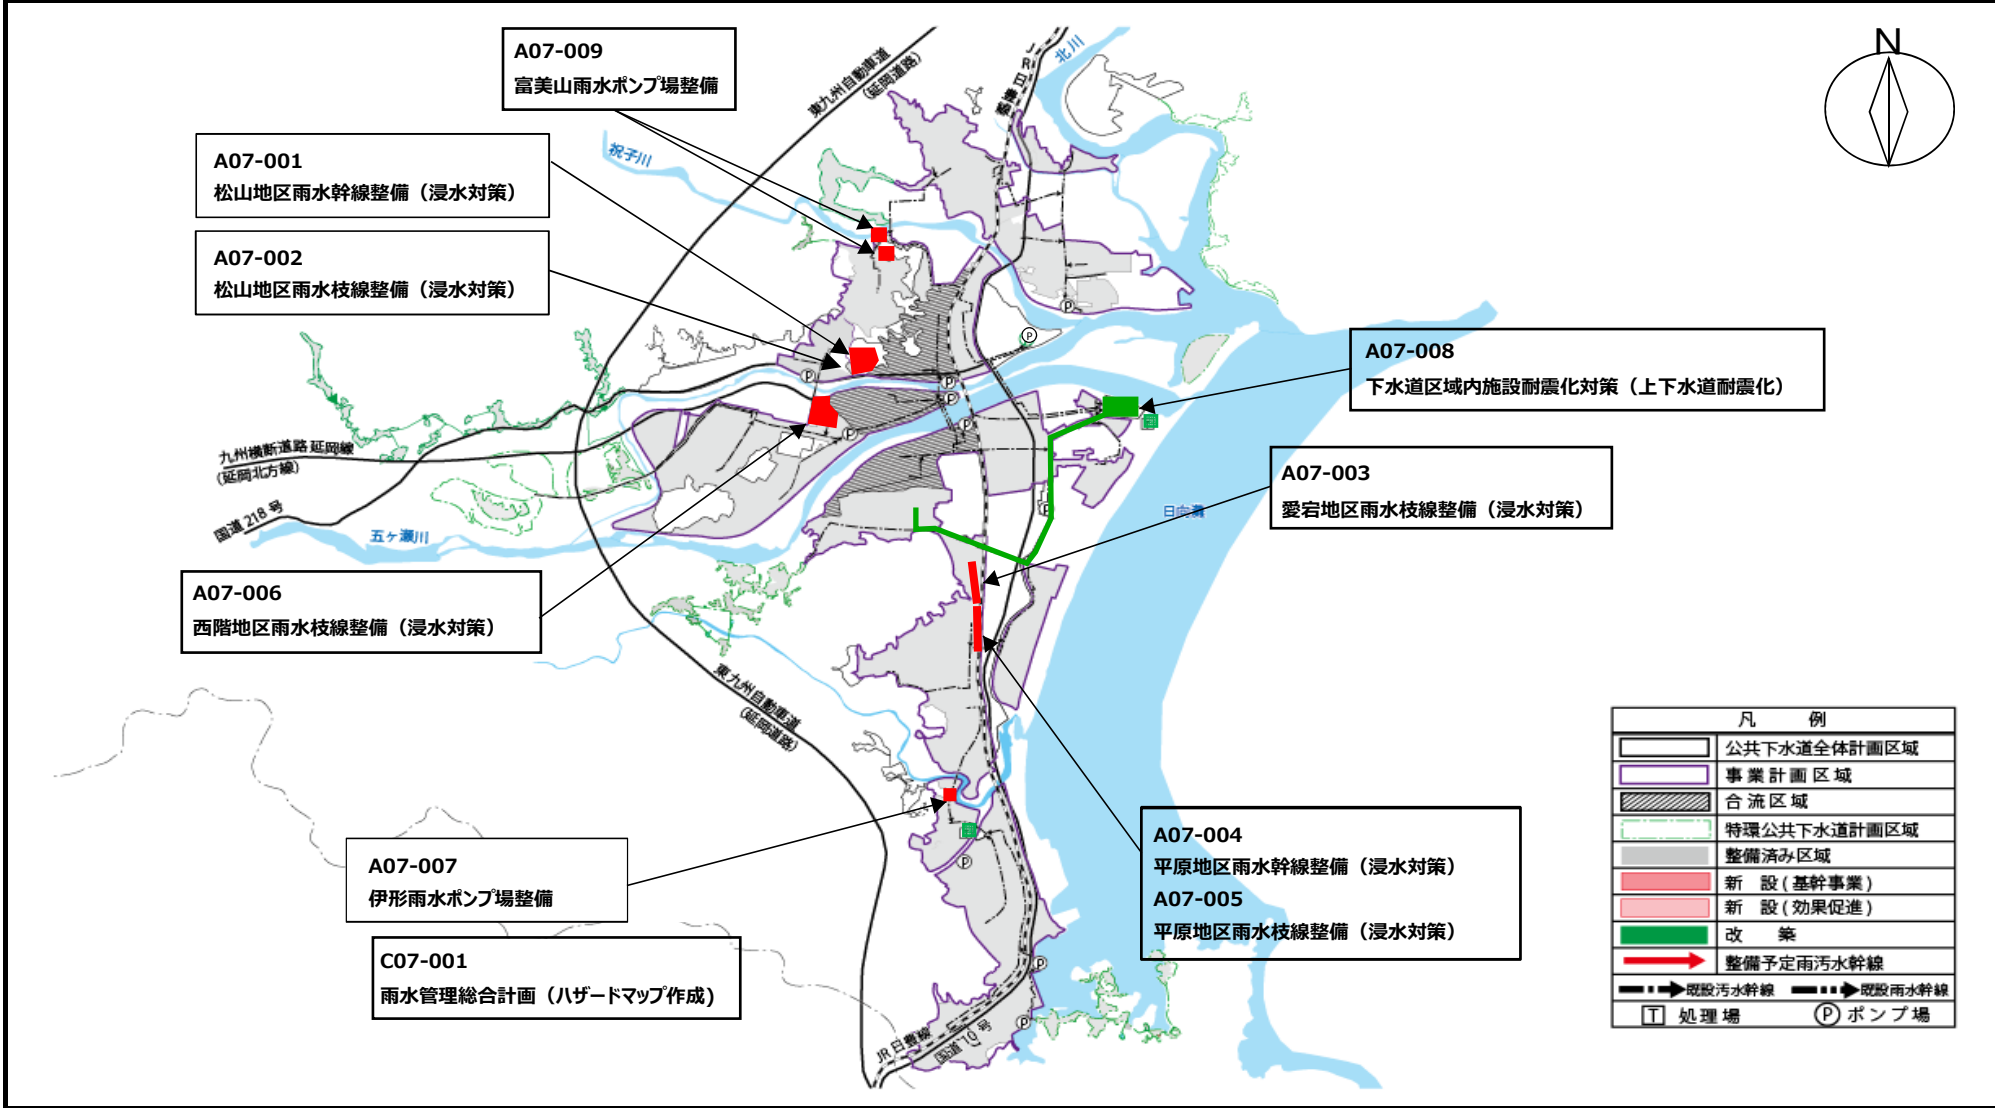 N
A07-009
富美山雨水ポンプ場整備
A07-001
松山地区雨水幹線整備（浸水対策）
A07-002
松山地区雨水枝線整備（浸水対策）
東九州自動車道
(延岡道路)
JR日豊線
北川
祝子川
A07-008
下水道区域内施設耐震化対策（上下水道耐震化）
A07-003
愛宕地区雨水枝線整備（浸水対策）
日向灘
九州横断道路 延岡線
(延岡北方線)
国道 218 号
五ヶ瀬川
A07-006
西階地区雨水枝線整備（浸水対策）
東九州自動車道
(延岡道路)
A07-007
伊形雨水ポンプ場整備
C07-001
雨水管理総合計画（ハザードマップ作成)
A07-004
平原地区雨水幹線整備（浸水対策）
A07-005
平原地区雨水枝線整備（浸水対策）
JR日豊線
国道 10 号
P
P
P
P
P
P
P
P
P
P
凡 例
公共下水道全体計画区域
事業計画区域
合流区域
特環公共下水道計画区域
整備済み区域
新 設(基幹事業)
新 設(効果促進)
改 築
整備予定雨汚水幹線
既設汚水幹線 既設雨水幹線
T 処理場 P ポンプ場